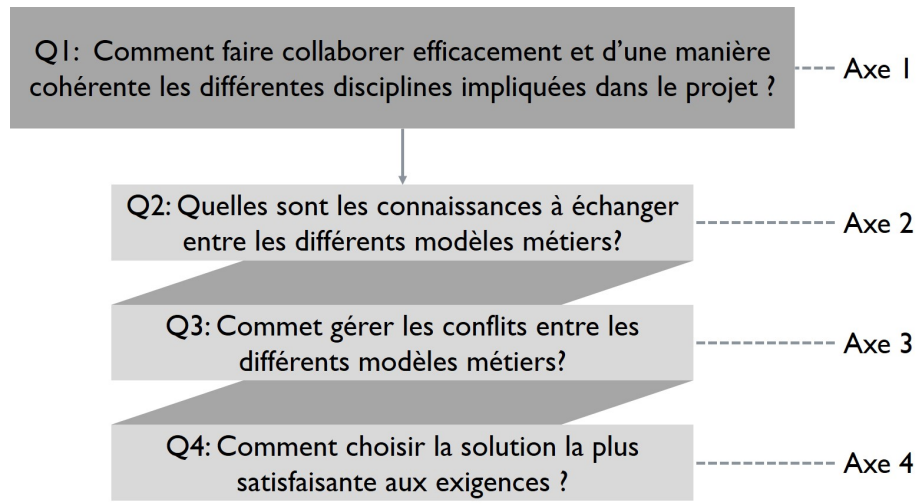 Q1: Comment faire collaborer efficacement et d'une manière
cohérente les différentes disciplines impliquées dans le projet ?
Axe 1
Q2: Quelles sont les connaissances à échanger
entre les différents modèles métiers?
Axe 2
Q3: Commet gérer les conflits entre les
différents modèles métiers?
Axe 3
Q4: Comment choisir la solution la plus
satisfaisante aux exigences ?
Axe 4